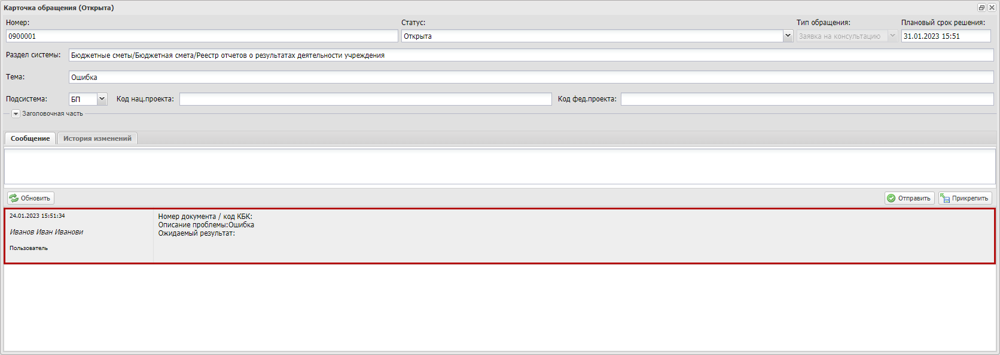 Карточка обращения (Открыта)
Номер: Статус: Тип обращения: Плановый срок решения:
0900001 Открыта Заявка на консультацию 31.01.2023 15:51
Раздел системы: Бюджетные сметы/Бюджетная смета/Реестр отчетов о результатах деятельности учреждения
Тема: Ошибка
Подсистема: БП Код нац.проекта: Код фед.проекта:
Заголовочная часть
Сообщение История изменений
Обновить Отправить Прикрепить
24.01.2023 15:51:34
Иванов Иван Иванови
Пользователь
Номер документа / код КБК:
Описание проблемы:Ошибка
Ожидаемый результат: